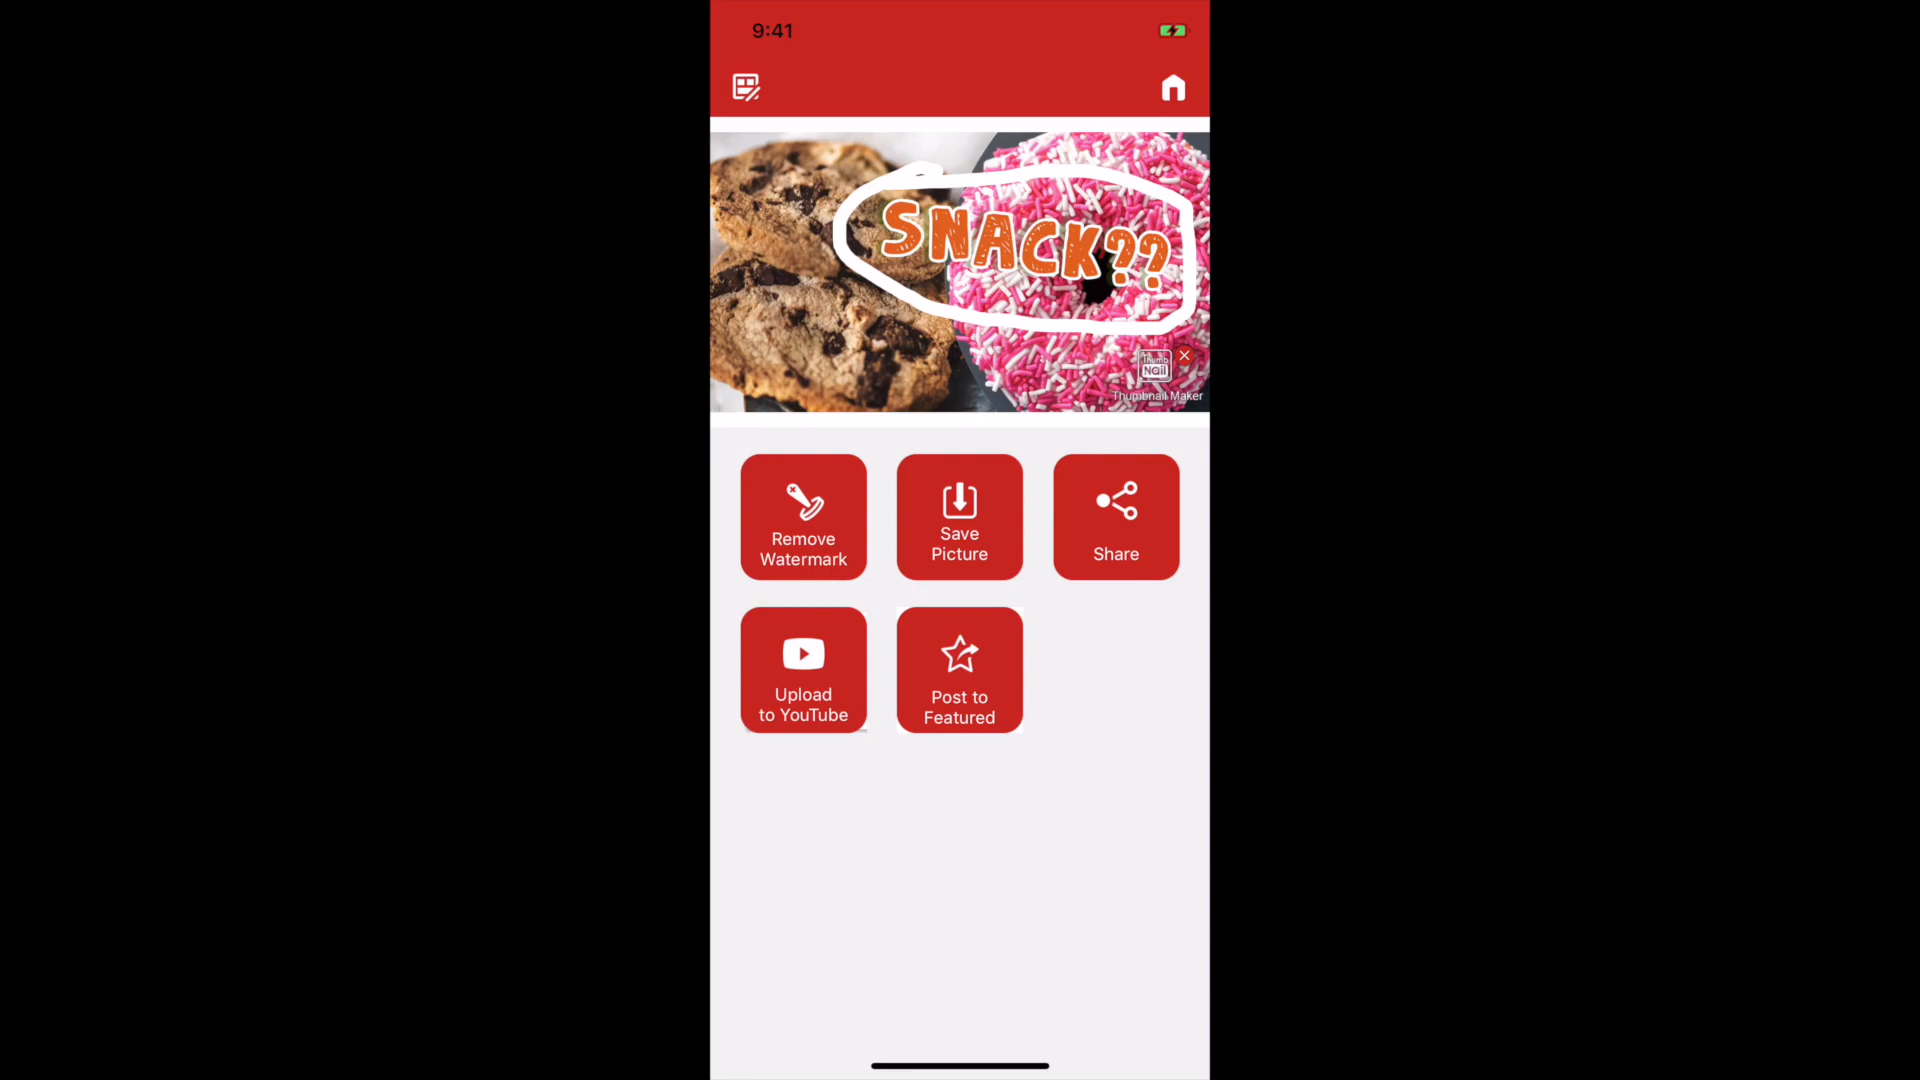 9:41
SNACK??
Thumb
Nail
Thumbnail Maker
Remove
Watermark
Save
Picture
Share
Upload
to YouTube
Post to
Featured